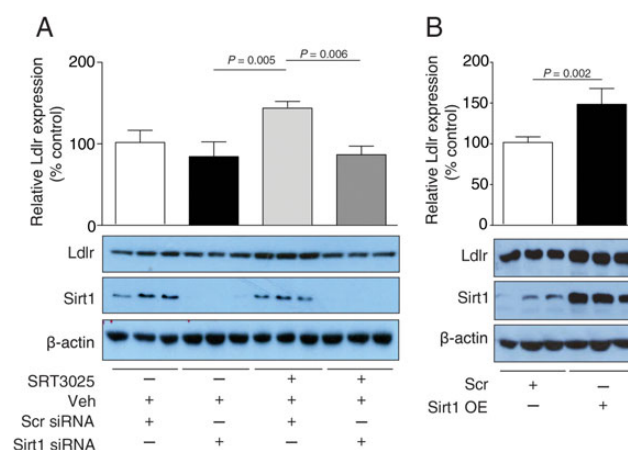 A
Relative Ldlr expression
(% control)
200
100
0
P = 0.005
P = 0.006
Ldlr
Sirt1
β-actin
SRT3025 – – + +
Veh + + + +
Scr siRNA + – + –
Sirt1 siRNA – + – +
B
Relative Ldlr expression
(% control)
200
150
100
50
0
P = 0.002
Ldlr
Sirt1
β-actin
Scr + –
Sirt1 OE – +